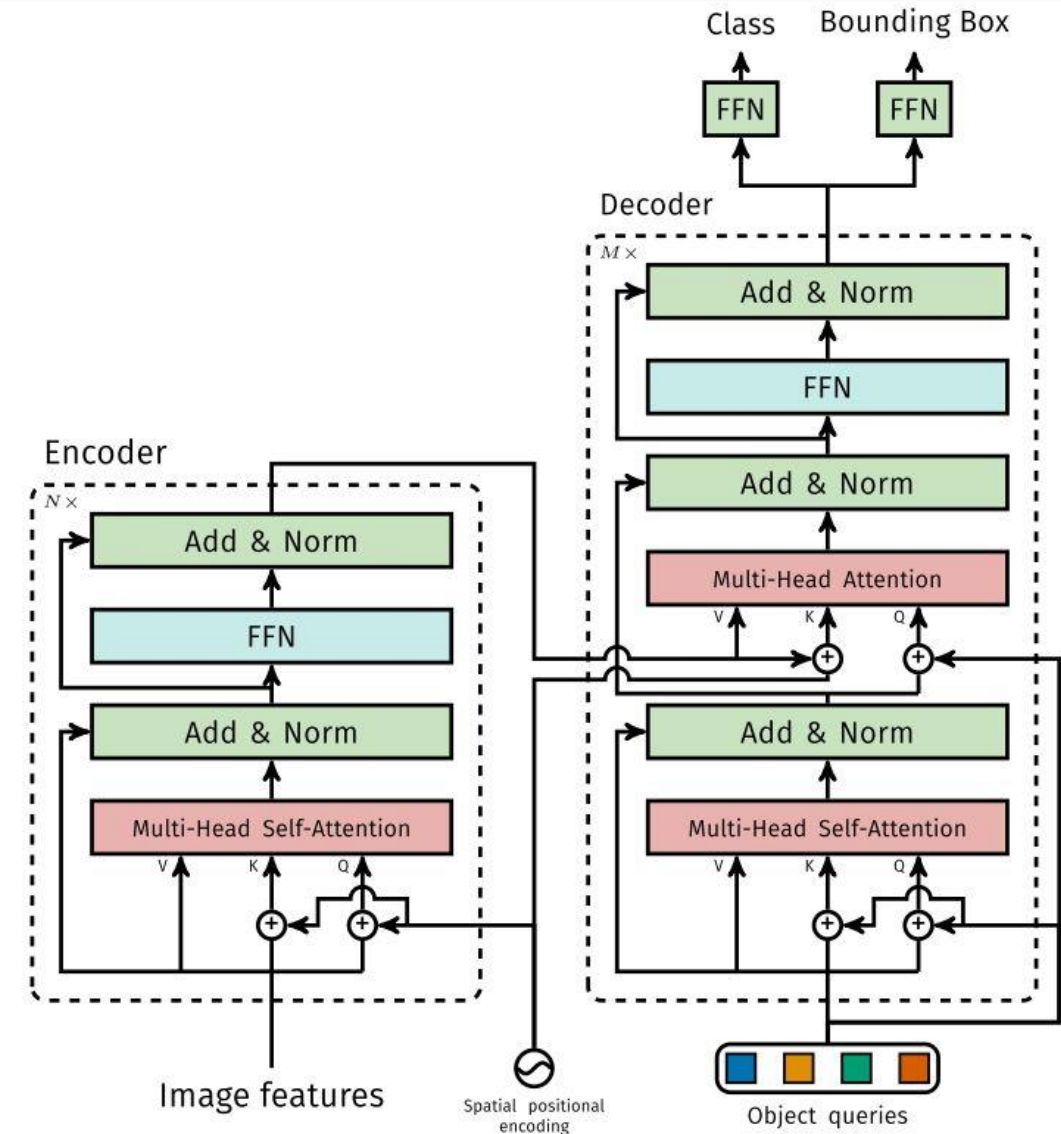 Class
Bounding Box
FFN
FFN
Decoder
M ×
Add & Norm
FFN
Add & Norm
Multi-Head Attention
V
K
Q
+
+
Add & Norm
Multi-Head Self-Attention
V
K
Q
+
+
Object queries
Encoder
N ×
Add & Norm
FFN
Add & Norm
Multi-Head Self-Attention
V
K
Q
+
+
Image features
Spatial positional
encoding